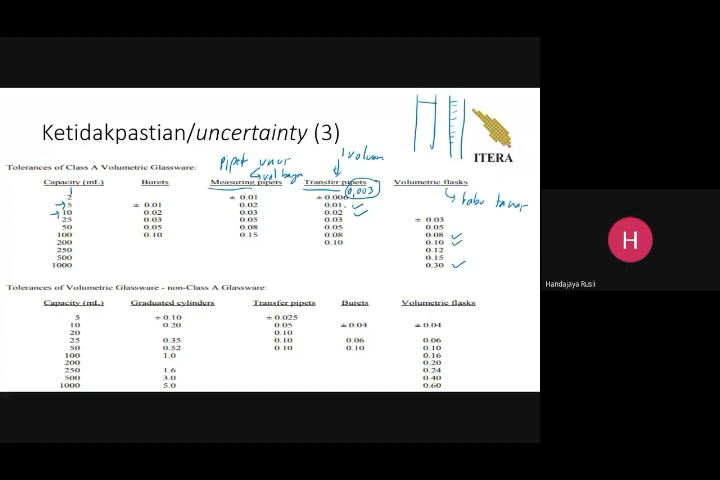 Ketidakpastian/uncertainty (3)
ITERA
pipet ukur
1 volum
Tolerances of Class A Volumetric Glassware:
Capacity (mL) Burets Measuring pipets Transfer pipets Volumetric flasks
0,003
2 ± 0.01 ± 0.006
labu takar
5 ± 0.01 0.02 0.01
10 0.02 0.03 0.02
25 0.03 0.05 0.03 ± 0.03
50 0.05 0.08 0.05 0.05
100 0.10 0.15 0.08 0.08
200 0.10 0.10
250 0.12
500 0.15
1000 0.30
Handajaya Rusli
H
Tolerances of Volumetric Glassware - non-Class A Glassware:
Capacity (mL) Graduated cylinders Transfer pipets Burets Volumetric flasks
5 ± 0.10 ± 0.025
10 0.20 0.05 ± 0.04 ± 0.04
20 0.10
25 0.35 0.10 0.06 0.06
50 0.52 0.10 0.10 0.10
100 1.0 0.16
200 0.20
250 1.6 0.24
500 3.0 0.40
1000 5.0 0.60